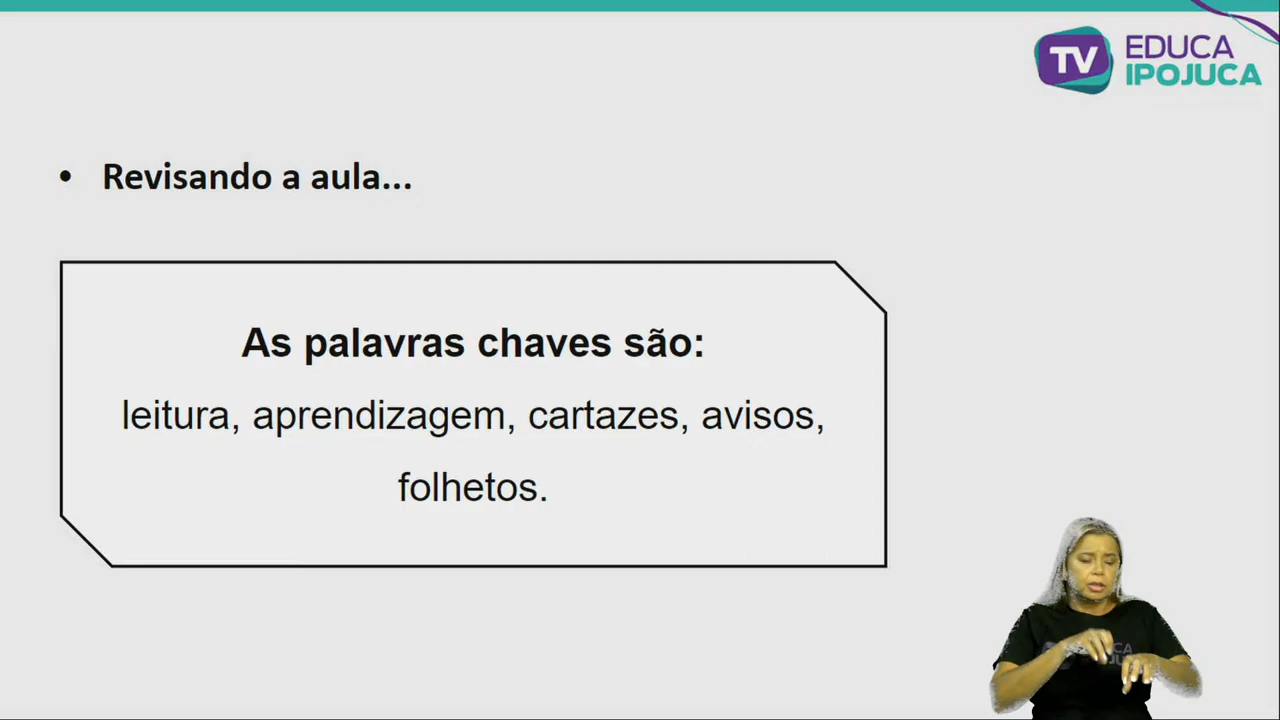 TV EDUCA
IPOJUCA
• Revisando a aula...
As palavras chaves são:
leitura, aprendizagem, cartazes, avisos,
folhetos.